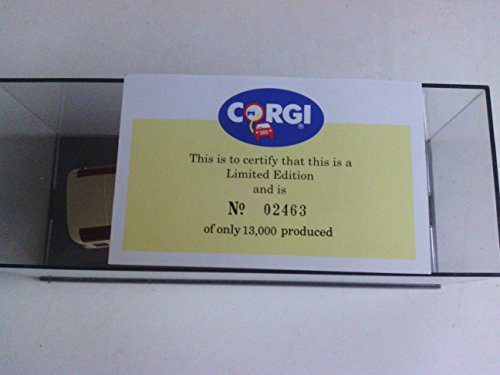 CORGI
®
This is to certify that this is a
Limited Edition
and is
No 02463
of only 13,000 produced